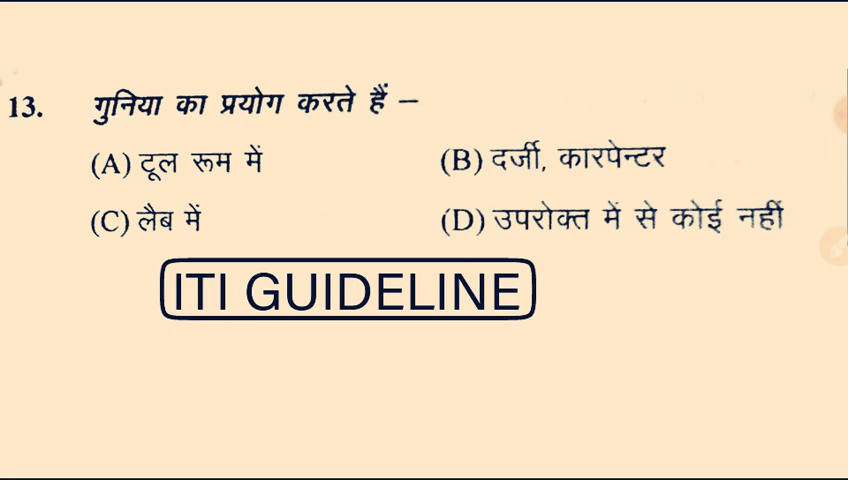 13. गुनिया का प्रयोग करते हैं –
(A) टूल रूम में (B) दर्जी, कारपेन्टर
(C) लैब में (D) उपरोक्त में से कोई नहीं
ITI GUIDELINE